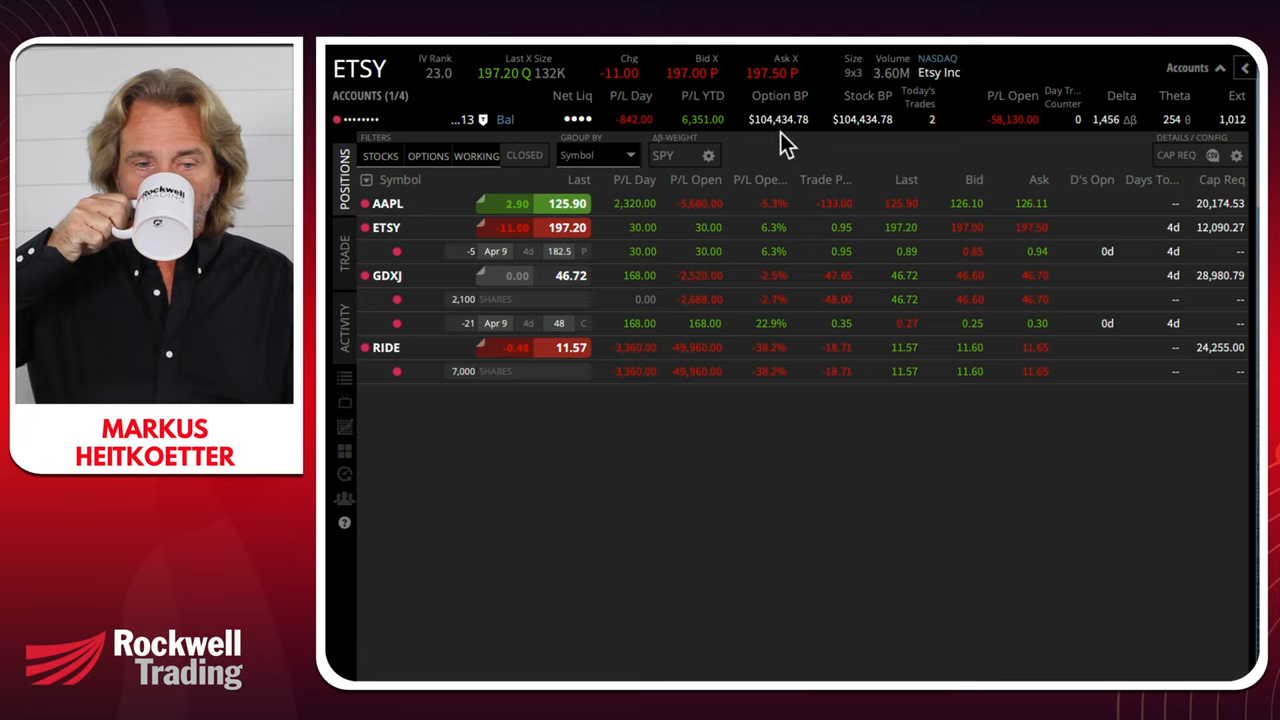 Rockwell
MARKUS
HEITKOETTER
Rockwell
Trading
ETSY IV Rank Last X Size Chg Bid X Ask X Size Volume NASDAQ Accounts
23.0 197.20 Q 132K -11.00 197.00 P 197.50 P 9x3 3.60M Etsy Inc
ACCOUNTS (1/4) Net Liq P/L Day P/L YTD Option BP Stock BP Today's Trades P/L Open Day Tr... Counter Delta Theta Ext
•••••••• ...13 Bal •••• -842.00 6,351.00 $104,434.78 $104,434.78 2 -58,130.00 0 1,456 Δβ 254 θ 1,012
FILTERS GROUP BY Δβ-WEIGHT DETAILS / CONFIG
STOCKS OPTIONS WORKING CLOSED Symbol SPY CAP REQ CSV
POSITIONS
TRADE
ACTIVITY
Symbol Last P/L Day P/L Open P/L Ope... Trade P... Last Bid Ask D's Opn Days To... Cap Req
AAPL 2.90 125.90 2,320.00 -5,680.00 -5.3% -133.00 125.90 126.10 126.11 -- 20,174.53
ETSY -11.00 197.20 30.00 30.00 6.3% 0.95 197.20 197.00 197.50 4d 12,090.27
-5 Apr 9 4d 182.5 P 30.00 30.00 6.3% 0.95 0.89 0.85 0.94 0d 4d --
GDXJ 0.00 46.72 168.00 -2,520.00 -2.5% -47.65 46.72 46.60 46.70 4d 28,980.79
2,100 SHARES 0.00 -2,688.00 -2.7% -48.00 46.72 46.60 46.70 -- --
-21 Apr 9 4d 48 C 168.00 168.00 22.9% 0.35 0.27 0.25 0.30 0d 4d --
RIDE -0.48 11.57 -3,360.00 -49,960.00 -38.2% -18.71 11.57 11.60 11.65 -- 24,255.00
7,000 SHARES -3,360.00 -49,960.00 -38.2% -18.71 11.57 11.60 11.65 -- --
?